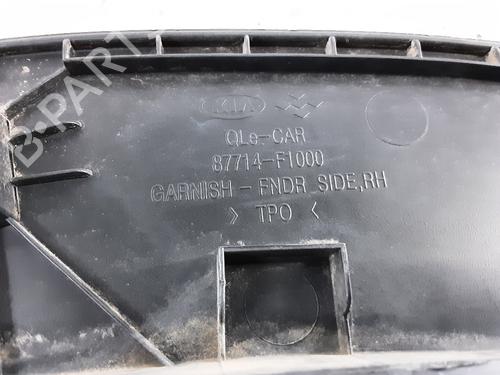 KIA
QLe-CAR
87714-F1000
GARNISH - FNDR SIDE,RH
> TPO <
B-PARTS